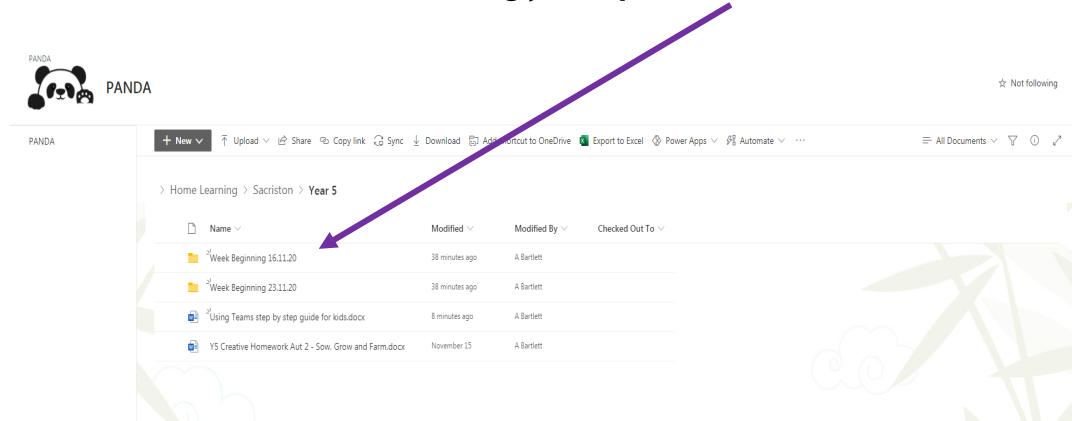 PANDA
PANDA
☆ Not following
PANDA
+ New Upload Share Copy link Sync Download Add shortcut to OneDrive Export to Excel Power Apps Automate ··· All Documents
> Home Learning > Sacriston > Year 5
Name Modified Modified By Checked Out To
Week Beginning 16.11.20 38 minutes ago A Bartlett
Week Beginning 23.11.20 38 minutes ago A Bartlett
Using Teams step by step guide for kids.docx 8 minutes ago A Bartlett
Y5 Creative Homework Aut 2 - Sow, Grow and Farm.docx November 15 A Bartlett